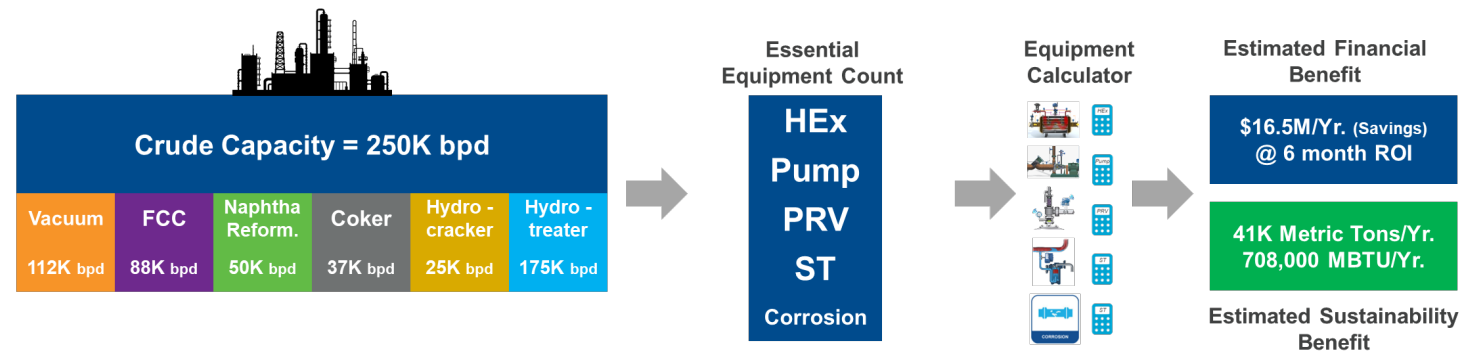 Crude Capacity = 250K bpd
Vacuum
112K bpd
FCC
88K bpd
Naphtha
Reform.
50K bpd
Coker
37K bpd
Hydro -
cracker
25K bpd
Hydro -
treater
175K bpd
Essential
Equipment Count
HEx
Pump
PRV
ST
Corrosion
Equipment
Calculator
HEx
Pump
PRV
ST
CORROSION
ST
Estimated Financial
Benefit
$16.5M/Yr. (Savings)
@ 6 month ROI
41K Metric Tons/Yr.
708,000 MBTU/Yr.
Estimated Sustainability
Benefit